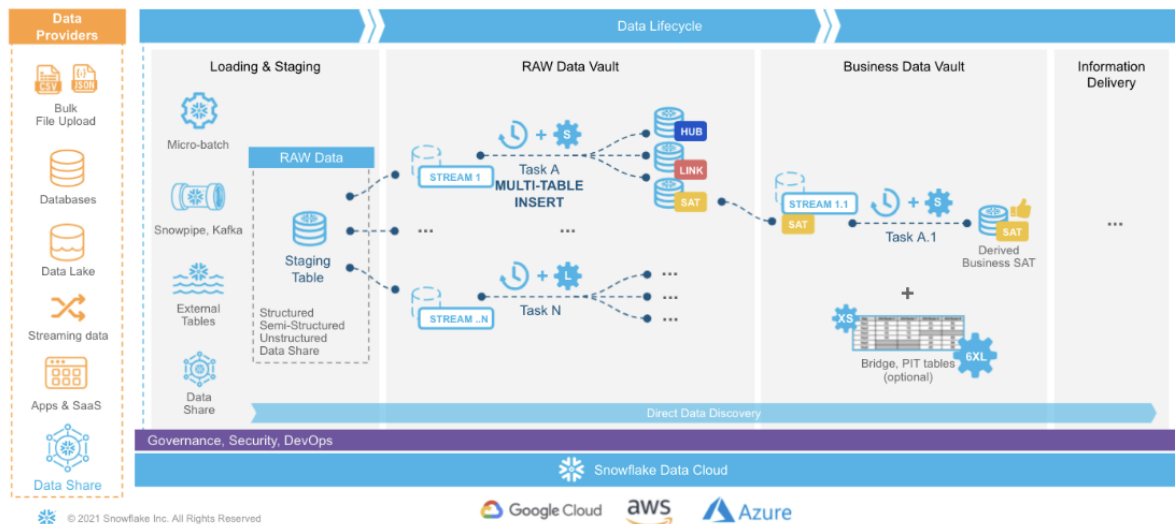 Data
Providers
CSV
JSON
Bulk
File Upload
Databases
Data Lake
Streaming data
Apps & SaaS
Data Share
Data Lifecycle
Loading & Staging
Micro-batch
Snowpipe, Kafka
External
Tables
Data
Share
RAW Data
Staging
Table
Structured
Semi-Structured
Unstructured
Data Share
RAW Data Vault
STREAM 1
S
Task A
MULTI-TABLE
INSERT
HUB
LINK
SAT
...
...
STREAM ..N
L
Task N
...
...
...
Business Data Vault
STREAM 1.1
SAT
S
Task A.1
SAT
Derived
Business SAT
+
XS
6XL
Bridge, PIT tables
(optional)
Information
Delivery
...
Direct Data Discovery
Governance, Security, DevOps
Snowflake Data Cloud
Google Cloud
aws
Azure
© 2021 Snowflake Inc. All Rights Reserved